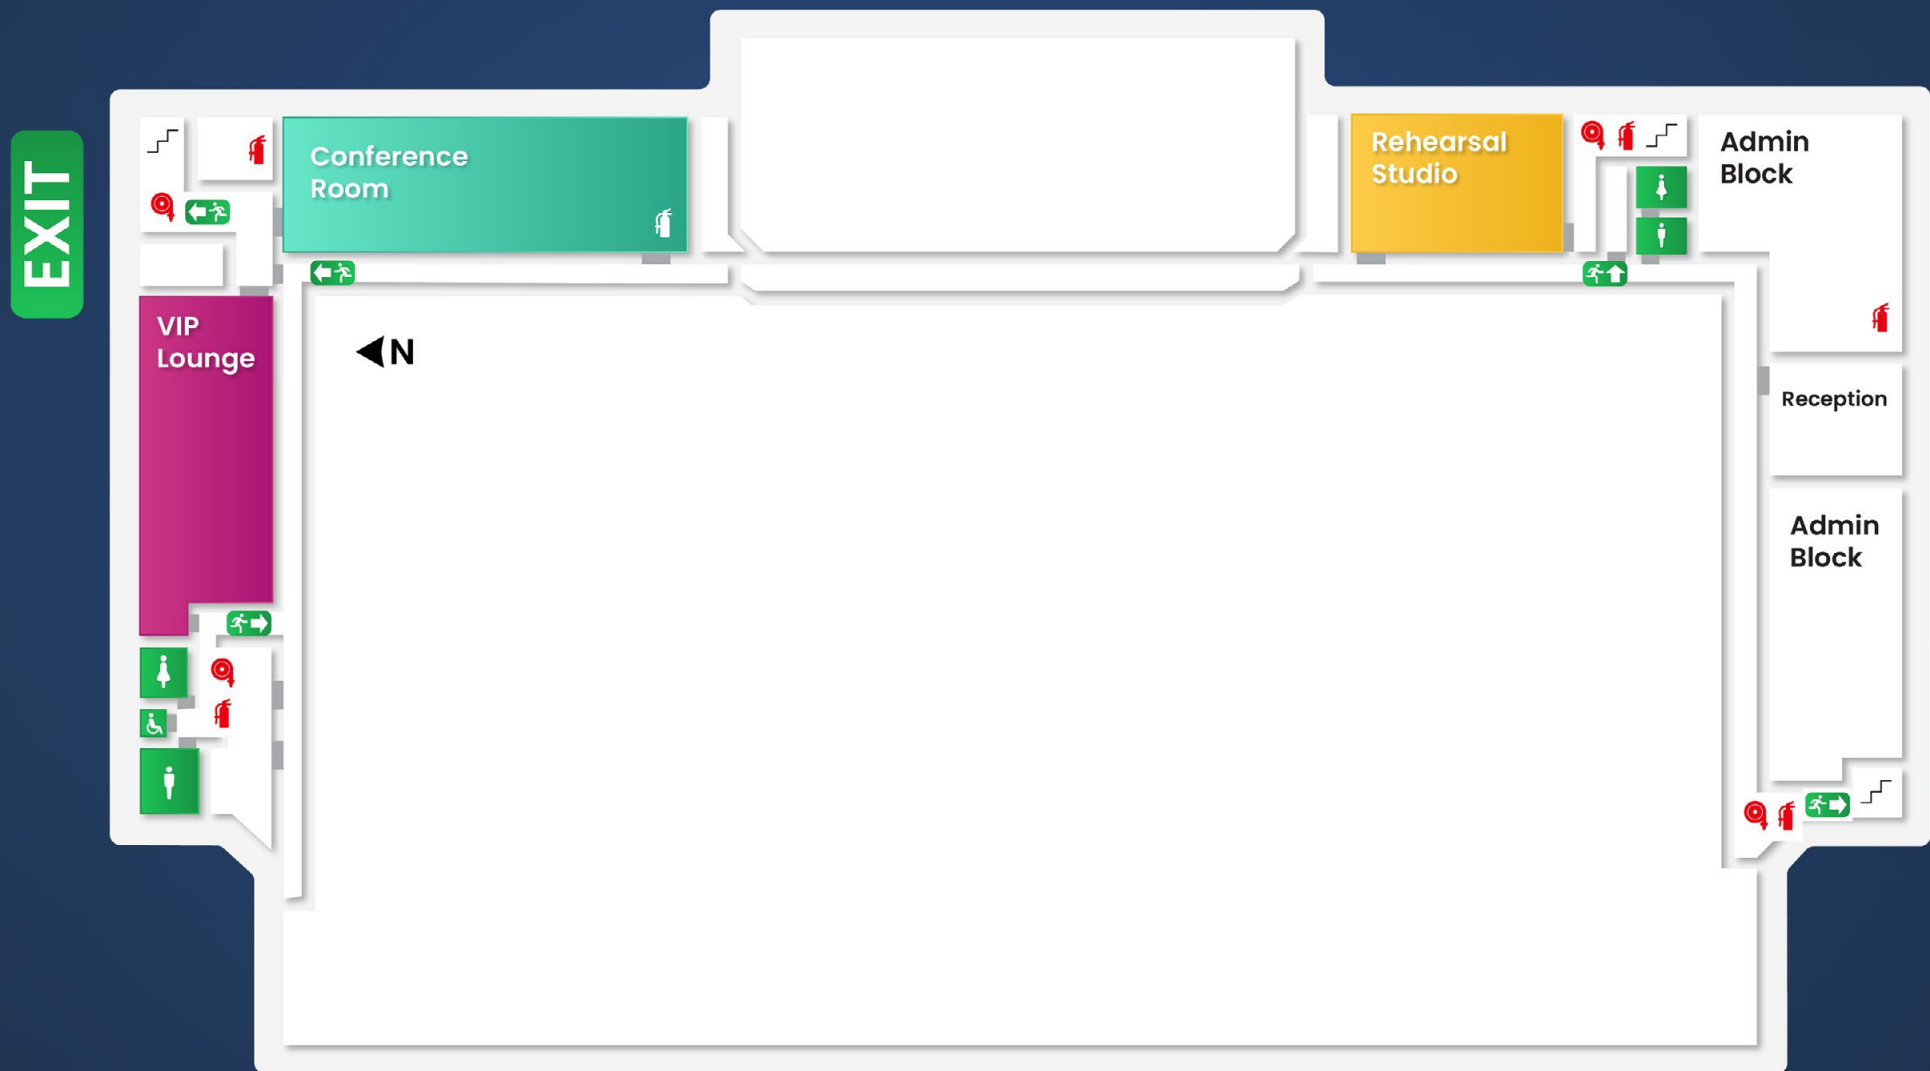 EXIT
Conference
Room
Rehearsal
Studio
Admin
Block
VIP
Lounge
N
Reception
Admin
Block